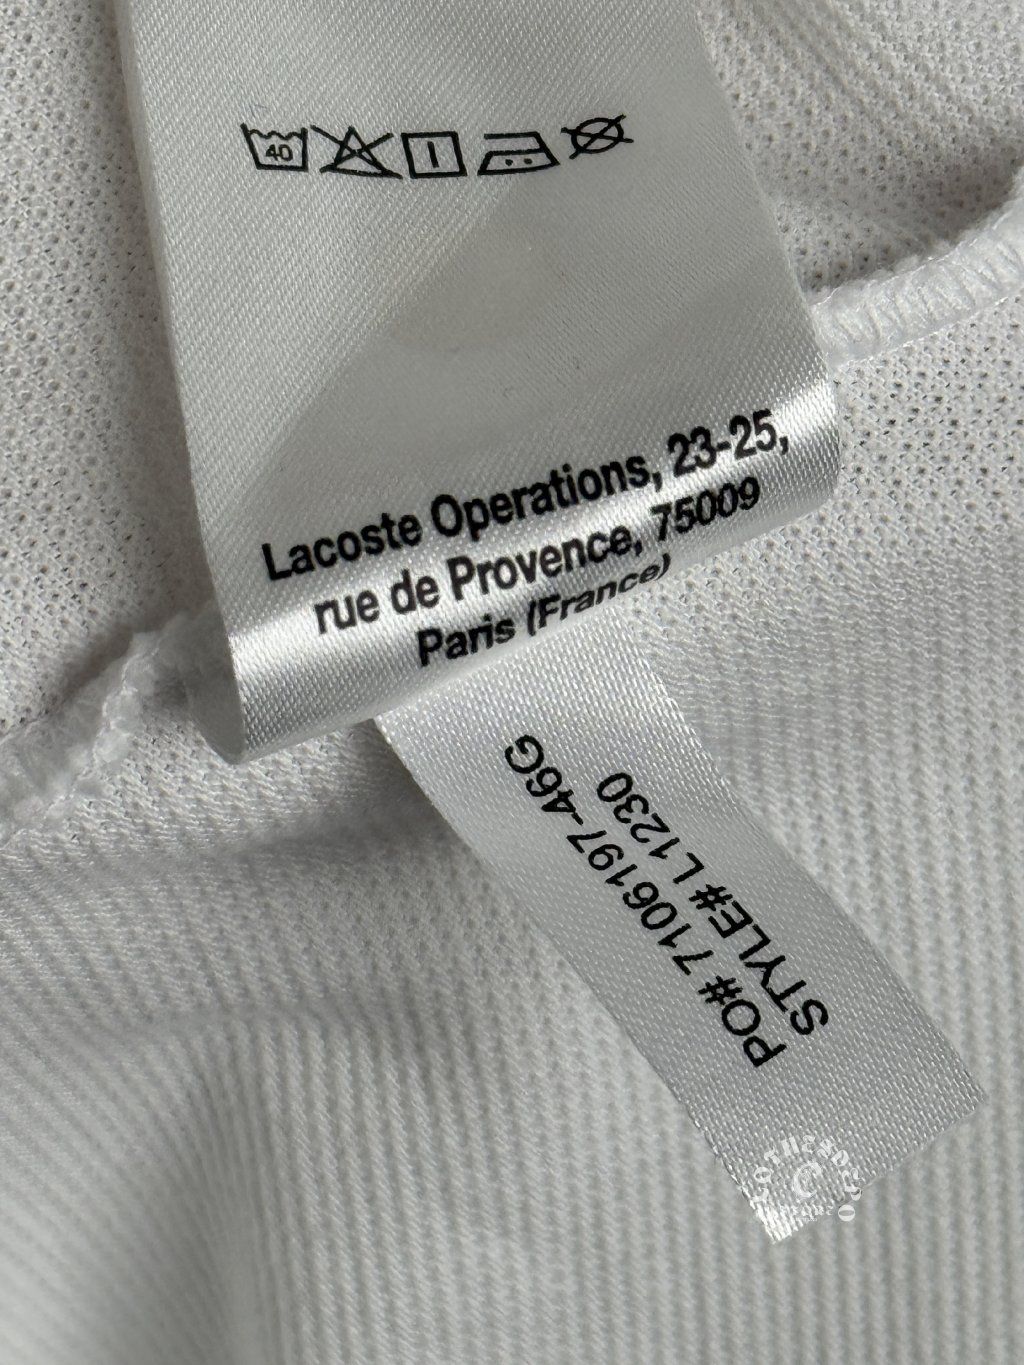 40
Lacoste Operations, 23-25,
rue de Provence, 75009
Paris (France)
PO# 7106197-46G
STYLE# L1230